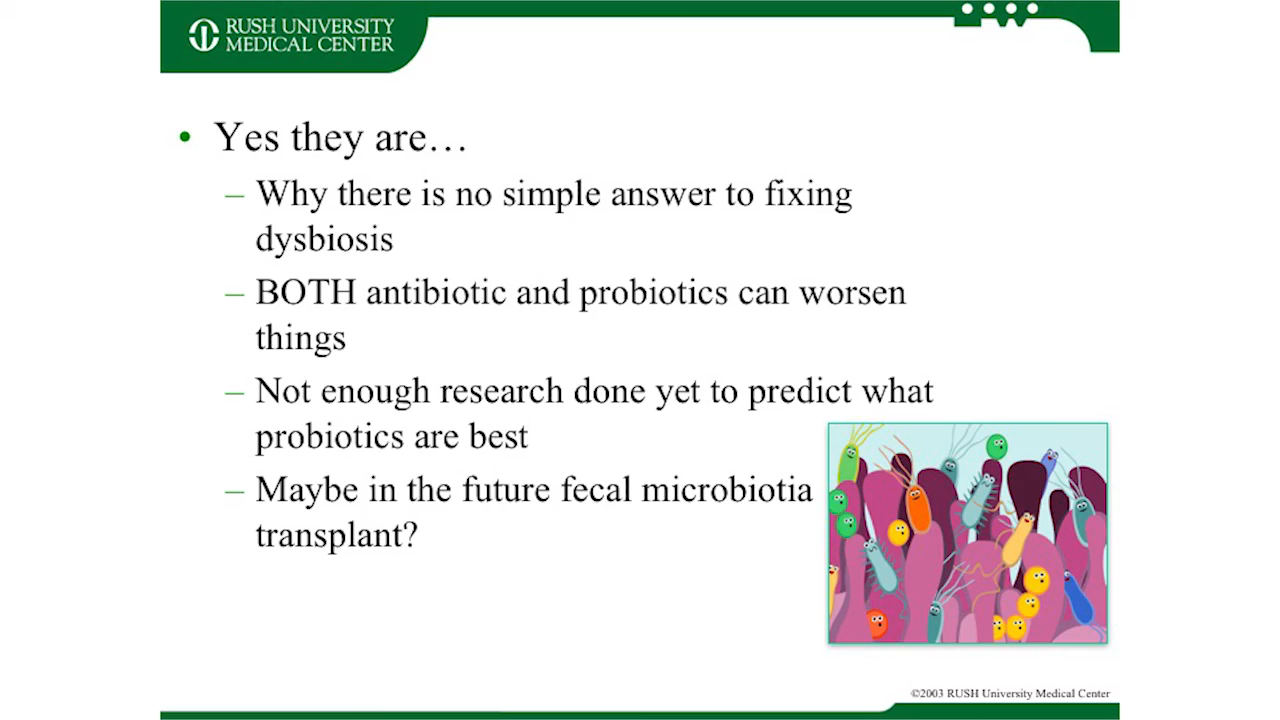 RUSH UNIVERSITY
MEDICAL CENTER
• Yes they are…
– Why there is no simple answer to fixing
dysbiosis
– BOTH antibiotic and probiotics can worsen
things
– Not enough research done yet to predict what
probiotics are best
– Maybe in the future fecal microbiotia
transplant?
©2003 RUSH University Medical Center